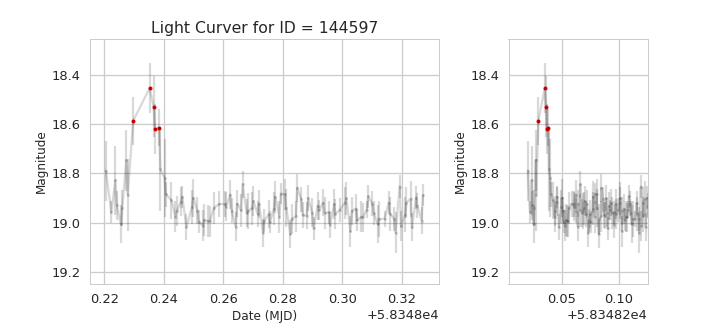 Light Curver for ID = 144597
Magnitude
18.4
18.6
18.8
19.0
19.2
0.22 0.24 0.26 0.28 0.30 0.32
Date (MJD)
+5.8348e4
Magnitude
18.4
18.6
18.8
19.0
19.2
0.05 0.10
+5.83482e4